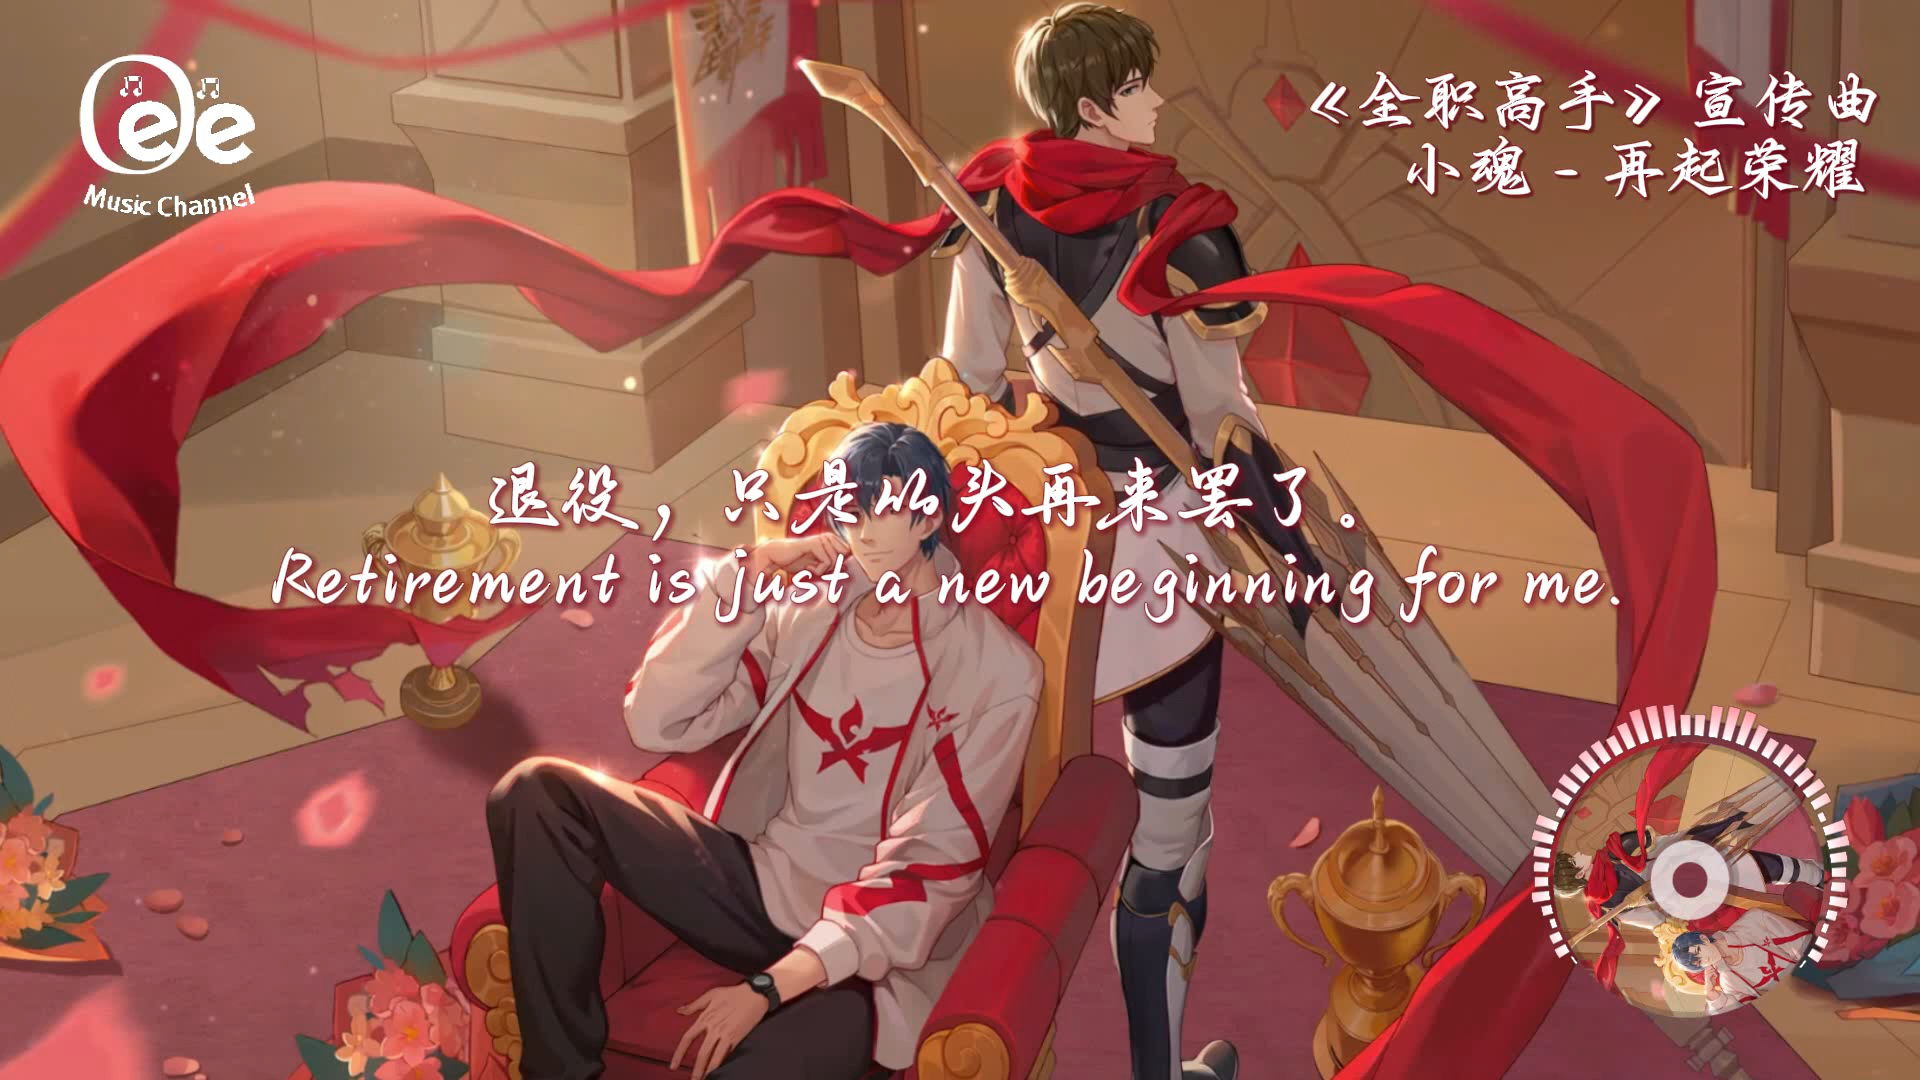 Oele
Music Channel
《全职高手》宣传曲
小魂 - 再起荣耀
退役，只是从头再来罢了。
Retirement is just a new beginning for me.